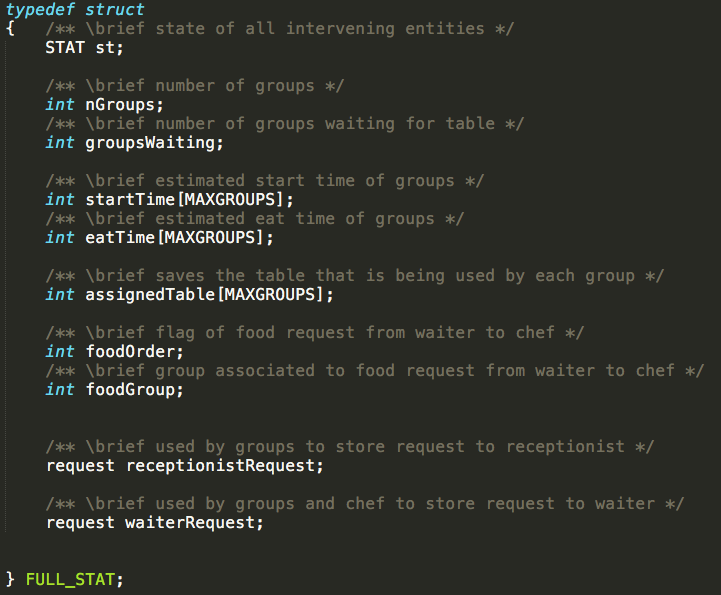 typedef struct
{   /** \brief state of all intervening entities */
    STAT st;

    /** \brief number of groups */
    int nGroups;
    /** \brief number of groups waiting for table */
    int groupsWaiting;

    /** \brief estimated start time of groups */
    int startTime[MAXGROUPS];
    /** \brief estimated eat time of groups */
    int eatTime[MAXGROUPS];

    /** \brief saves the table that is being used by each group */
    int assignedTable[MAXGROUPS];

    /** \brief flag of food request from waiter to chef */
    int foodOrder;
    /** \brief group associated to food request from waiter to chef */
    int foodGroup;


    /** \brief used by groups to store request to receptionist */
    request receptionistRequest;

    /** \brief used by groups and chef to store request to waiter */
    request waiterRequest;


} FULL_STAT;